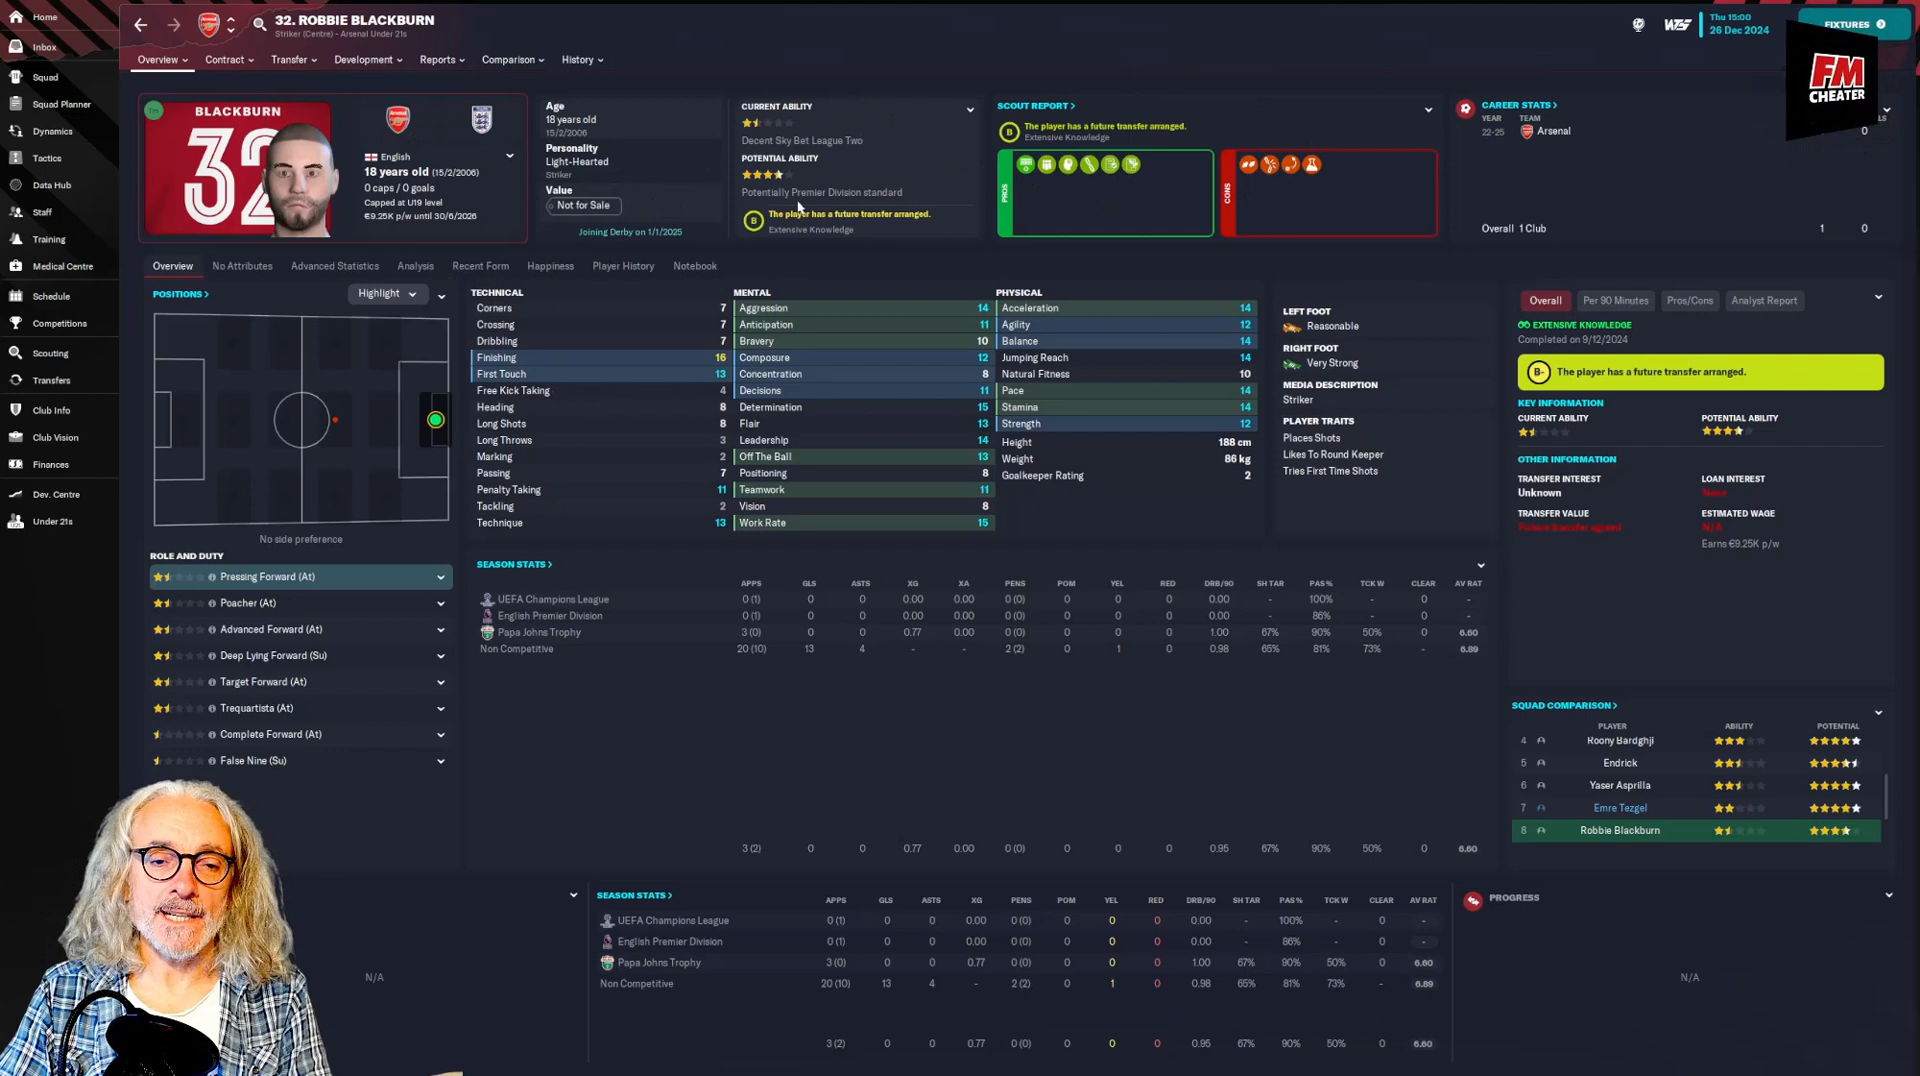 Home
Inbox
Squad
Squad Planner
Dynamics
Tactics
Data Hub
Staff
Training
Medical Centre
Schedule
Competitions
Scouting
Transfers
Club Info
Club Vision
Finances
Dev. Centre
Under 21s
32. ROBBIE BLACKBURN
Striker (Centre) - Arsenal Under 21s
Thu 15:00
26 Dec 2024
FIXTURES
FM
CHEATER
Overview Contract Transfer Development Reports Comparison History
BLACKBURN
32
English
18 years old (15/2/2006)
0 caps / 0 goals
Capped at U19 level
€9.25K p/w until 30/6/2026
Age
18 years old
15/2/2006
Personality
Light-Hearted
Striker
Value
Not for Sale
Joining Derby on 1/1/2025
CURRENT ABILITY
Decent Sky Bet League Two
POTENTIAL ABILITY
Potentially Premier Division standard
B The player has a future transfer arranged.
Extensive Knowledge
SCOUT REPORT >
B The player has a future transfer arranged.
Extensive Knowledge
PROS
CONS
CAREER STATS >
YEAR TEAM
22-25 Arsenal 0
Overall 1 Club 1 0
Overview No Attributes Advanced Statistics Analysis Recent Form Happiness Player History Notebook
POSITIONS >
Highlight
No side preference
ROLE AND DUTY
Pressing Forward (At)
Poacher (At)
Advanced Forward (At)
Deep Lying Forward (Su)
Target Forward (At)
Trequartista (At)
Complete Forward (At)
False Nine (Su)
TECHNICAL
Corners 7
Crossing 7
Dribbling 7
Finishing 16
First Touch 13
Free Kick Taking 4
Heading 8
Long Shots 8
Long Throws 3
Marking 2
Passing 7
Penalty Taking 11
Tackling 2
Technique 13
MENTAL
Aggression 14
Anticipation 11
Bravery 10
Composure 12
Concentration 8
Decisions 11
Determination 15
Flair 13
Leadership 14
Off The Ball 13
Positioning 8
Teamwork 11
Vision 8
Work Rate 15
PHYSICAL
Acceleration 14
Agility 12
Balance 14
Jumping Reach 14
Natural Fitness 10
Pace 14
Stamina 14
Strength 12
Height 188 cm
Weight 86 kg
Goalkeeper Rating 2
LEFT FOOT
Reasonable
RIGHT FOOT
Very Strong
MEDIA DESCRIPTION
Striker
PLAYER TRAITS
Places Shots
Likes To Round Keeper
Tries First Time Shots
Overall Per 90 Minutes Pros/Cons Analyst Report
EXTENSIVE KNOWLEDGE
Completed on 9/12/2024
B- The player has a future transfer arranged.
KEY INFORMATION
CURRENT ABILITY POTENTIAL ABILITY
OTHER INFORMATION
TRANSFER INTEREST LOAN INTEREST
Unknown None
TRANSFER VALUE ESTIMATED WAGE
Future transfer agreed N/A
Earns €9.25K p/w
SEASON STATS >
APPS GLS ASTS XG XA PENS POM YEL RED DRB/90 SH TAR PAS % TCK W CLEAR AV RAT
UEFA Champions League 0 (1) 0 0 0.00 0.00 0 (0) 0 0 0 0.00 - 100% - 0 -
English Premier Division 0 (1) 0 0 0.00 0.00 0 (0) 0 0 0 0.00 - 86% - 0 -
Papa Johns Trophy 3 (0) 0 0 0.77 0.00 0 (0) 0 0 0 1.00 67% 90% 50% 0 6.60
Non Competitive 20 (10) 13 4 - - 2 (2) 0 1 0 0.98 65% 81% 73% - 6.89
3 (2) 0 0 0.77 0.00 0 (0) 0 0 0 0.95 67% 90% 50% 0 6.60
SQUAD COMPARISON >
PLAYER ABILITY POTENTIAL
4 Roony Bardghji
5 Endrick
6 Yaser Asprilla
7 Emre Tezgel
8 Robbie Blackburn
N/A
SEASON STATS >
APPS GLS ASTS XG PENS POM YEL RED DRB/90 SH TAR PAS % TCK W CLEAR AV RAT
UEFA Champions League 0 (1) 0 0 0.00 0 (0) 0 0 0 0.00 - 100% - 0 -
English Premier Division 0 (1) 0 0 0.00 0 (0) 0 0 0 0.00 - 86% - 0 -
Papa Johns Trophy 3 (0) 0 0 0.77 0 (0) 0 0 0 1.00 67% 90% 50% 0 6.60
Non Competitive 20 (10) 13 4 - 2 (2) 0 1 0 0.98 65% 81% 73% - 6.89
3 (2) 0 0 0.77 0 (0) 0 0 0 0.95 67% 90% 50% 0 6.60
PROGRESS
N/A